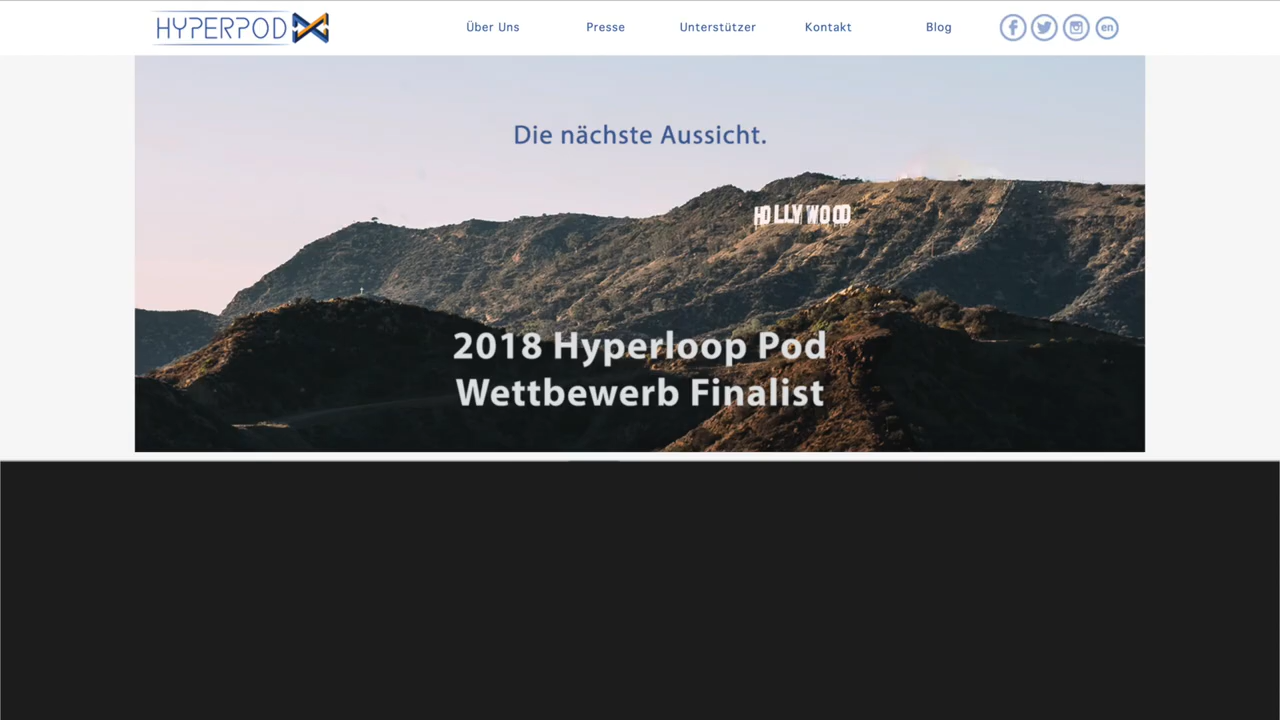 HYPERPOD
Über Uns
Presse
Unterstützer
Kontakt
Blog
en
Die nächste Aussicht.
HOLLYWOOD
2018 Hyperloop Pod
Wettbewerb Finalist